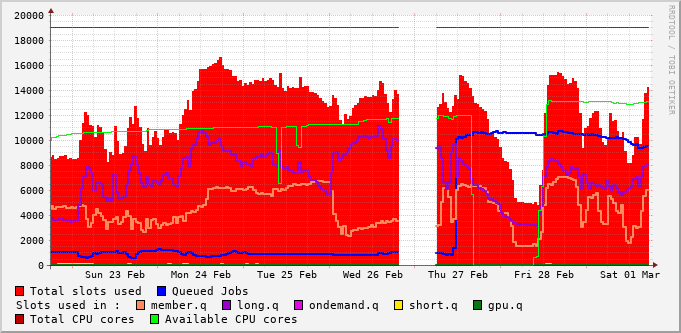 20000
18000
16000
14000
12000
10000
8000
6000
4000
2000
0
Sun 23 Feb Mon 24 Feb Tue 25 Feb Wed 26 Feb Thu 27 Feb Fri 28 Feb Sat 01 Mar
Total slots used Queued Jobs
Slots used in : member.q long.q ondemand.q short.q gpu.q
Total CPU cores Available CPU cores
RRDTOOL / TOBI OETIKER